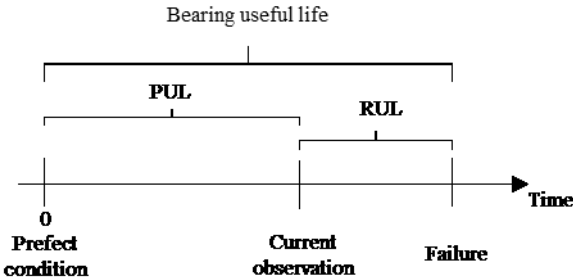 Bearing useful life
PUL
RUL
Time
0
Prefect
condition
Current
observation
Failure